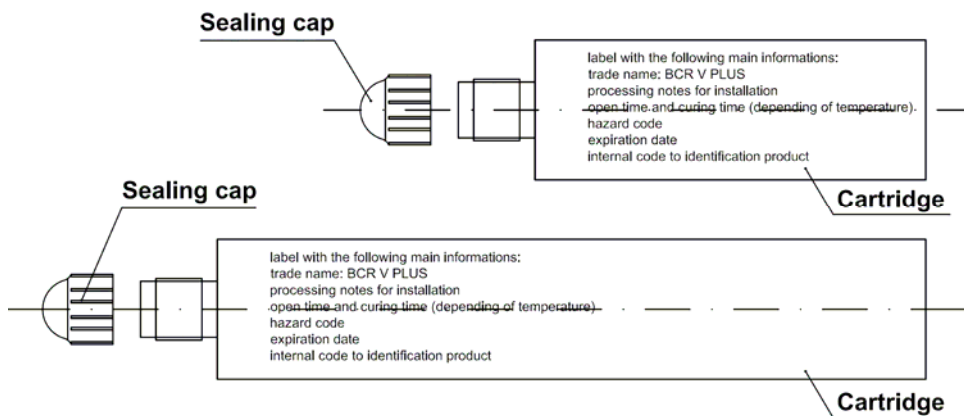 Sealing cap
label with the following main informations:
trade name: BCR V PLUS
processing notes for installation
open time and curing time (depending of temperature)
hazard code
expiration date
internal code to identification product
Cartridge
Sealing cap
label with the following main informations:
trade name: BCR V PLUS
processing notes for installation
open time and curing time (depending of temperature)
hazard code
expiration date
internal code to identification product
Cartridge